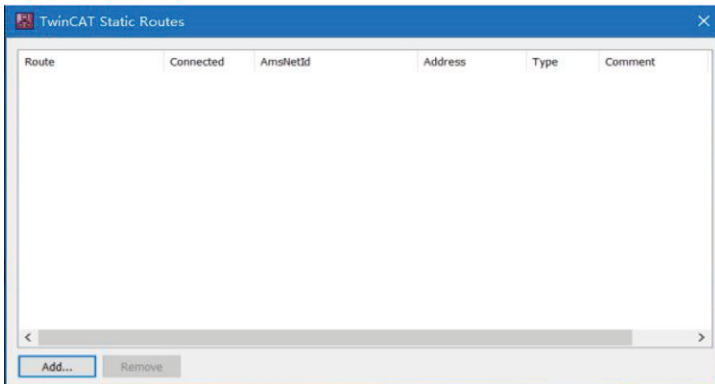 TwinCAT Static Routes
Route Connected AmsNetId Address Type Comment
Add... Remove